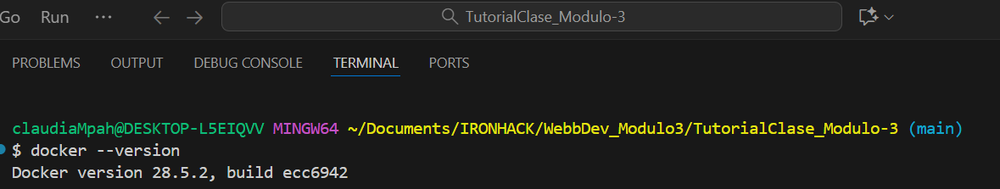 Go Run ··· ← → TutorialClase_Modulo-3
PROBLEMS OUTPUT DEBUG CONSOLE TERMINAL PORTS
claudiaMpah@DESKTOP-L5EIQVV MINGW64 ~/Documents/IRONHACK/WebbDev_Modulo3/TutorialClase_Modulo-3 (main)
$ docker --version
Docker version 28.5.2, build ecc6942